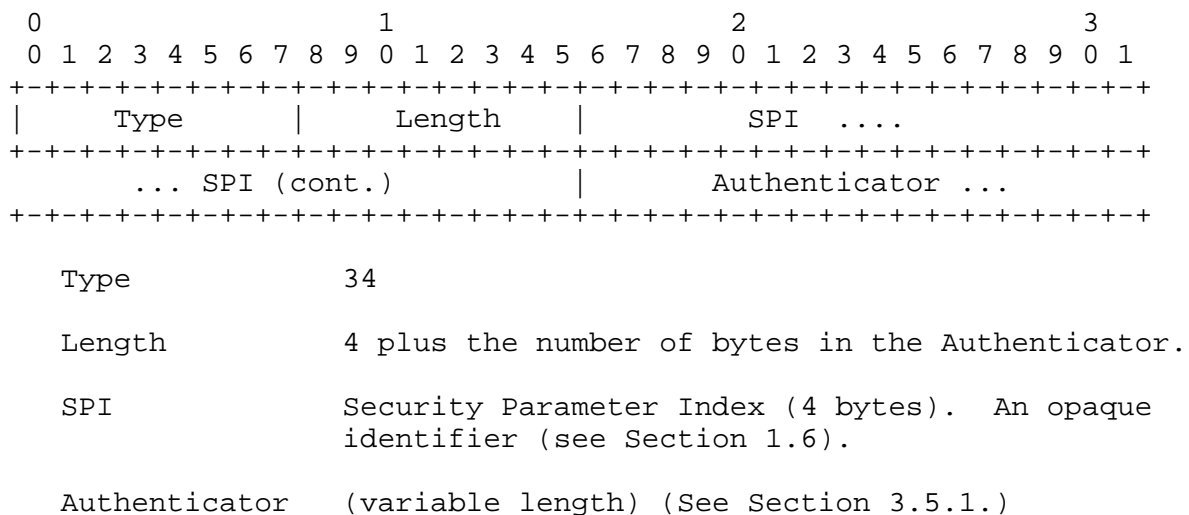 0                   1                   2                   3
 0 1 2 3 4 5 6 7 8 9 0 1 2 3 4 5 6 7 8 9 0 1 2 3 4 5 6 7 8 9 0 1
+-+-+-+-+-+-+-+-+-+-+-+-+-+-+-+-+-+-+-+-+-+-+-+-+-+-+-+-+-+-+-+-+
|     Type      |     Length    |         SPI  ....
+-+-+-+-+-+-+-+-+-+-+-+-+-+-+-+-+-+-+-+-+-+-+-+-+-+-+-+-+-+-+-+-+
       ... SPI (cont.)          |       Authenticator ...
+-+-+-+-+-+-+-+-+-+-+-+-+-+-+-+-+-+-+-+-+-+-+-+-+-+-+-+-+-+-+-+-+
   Type            34
   Length          4 plus the number of bytes in the Authenticator.
   SPI             Security Parameter Index (4 bytes).  An opaque
                   identifier (see Section 1.6).
   Authenticator   (variable length) (See Section 3.5.1.)